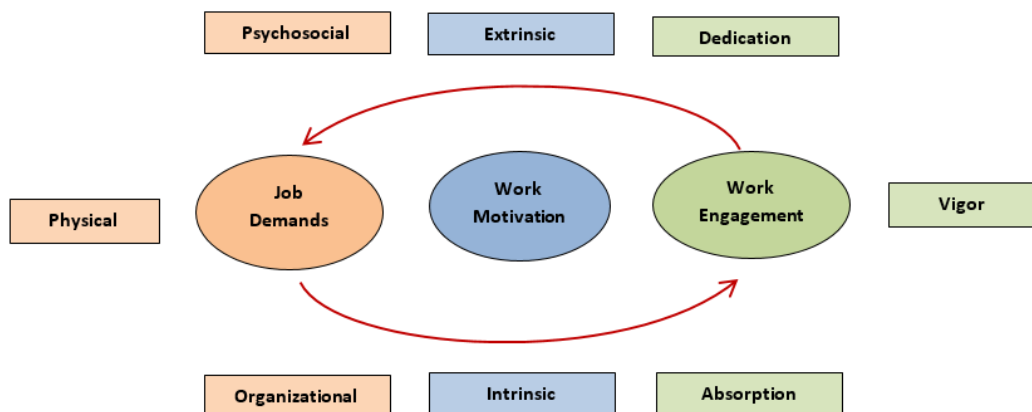 Psychosocial
Extrinsic
Dedication
Job
Demands
Work
Motivation
Work
Engagement
Physical
Vigor
Organizational
Intrinsic
Absorption